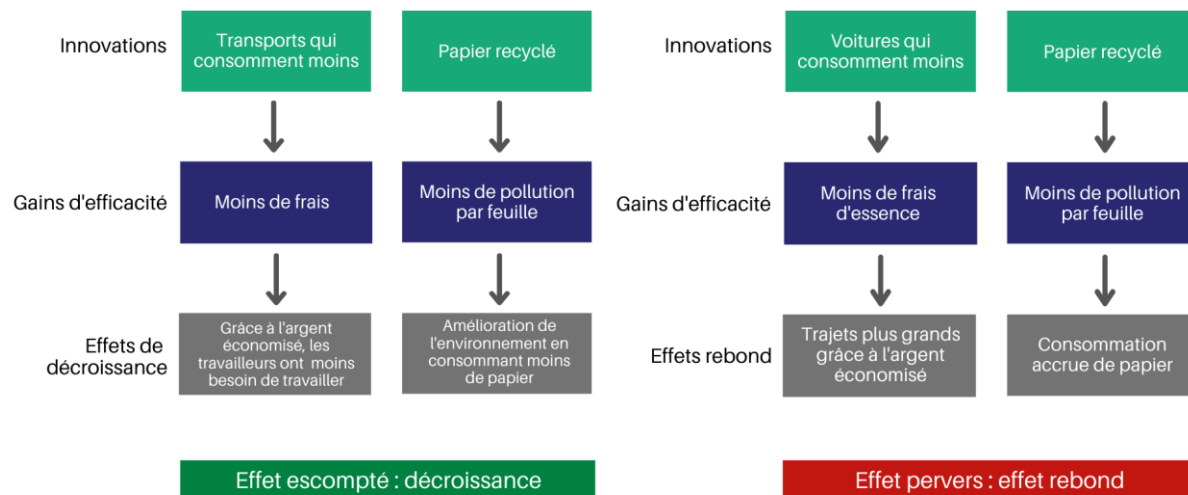 Innovations
Transports qui
consomment moins
Papier recyclé
Gains d'efficacité
Moins de frais
Moins de pollution
par feuille
Effets de
décroissance
Grâce à l'argent
économisé, les
travailleurs ont moins
besoin de travailler
Amélioration de
l'environnement en
consommant moins
de papier
Effet escompté : décroissance
Innovations
Voitures qui
consomment moins
Papier recyclé
Gains d'efficacité
Moins de frais
d'essence
Moins de pollution
par feuille
Effets rebond
Trajets plus grands
grâce à l'argent
économisé
Consommation
accrue de papier
Effet pervers : effet rebond